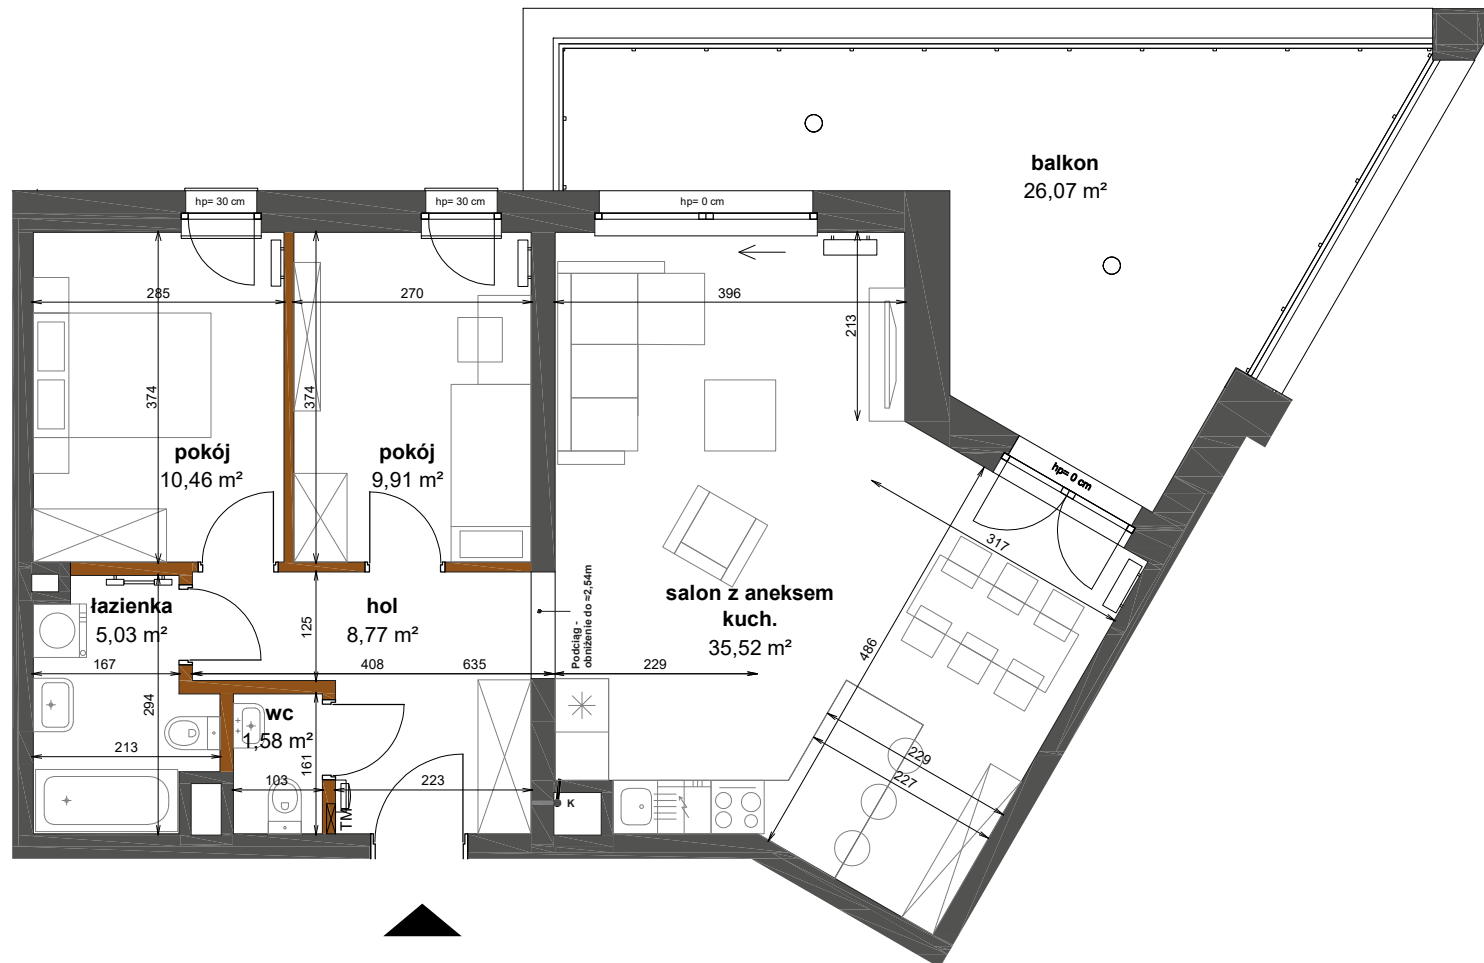 balkon
26,07 m²
hp= 30 cm
hp= 30 cm
hp= 0 cm
285
270
396
213
374
374
pokój
10,46 m²
pokój
9,91 m²
hp= 0 cm
317
486
łazienka
5,03 m²
hol
8,77 m²
125
Podciąg -
obniżenie do ≈2,54m
salon z aneksem
kuch.
35,52 m²
167
408
635
229
294
wc
1,58 m²
161
213
103
223
TM
K
229
227